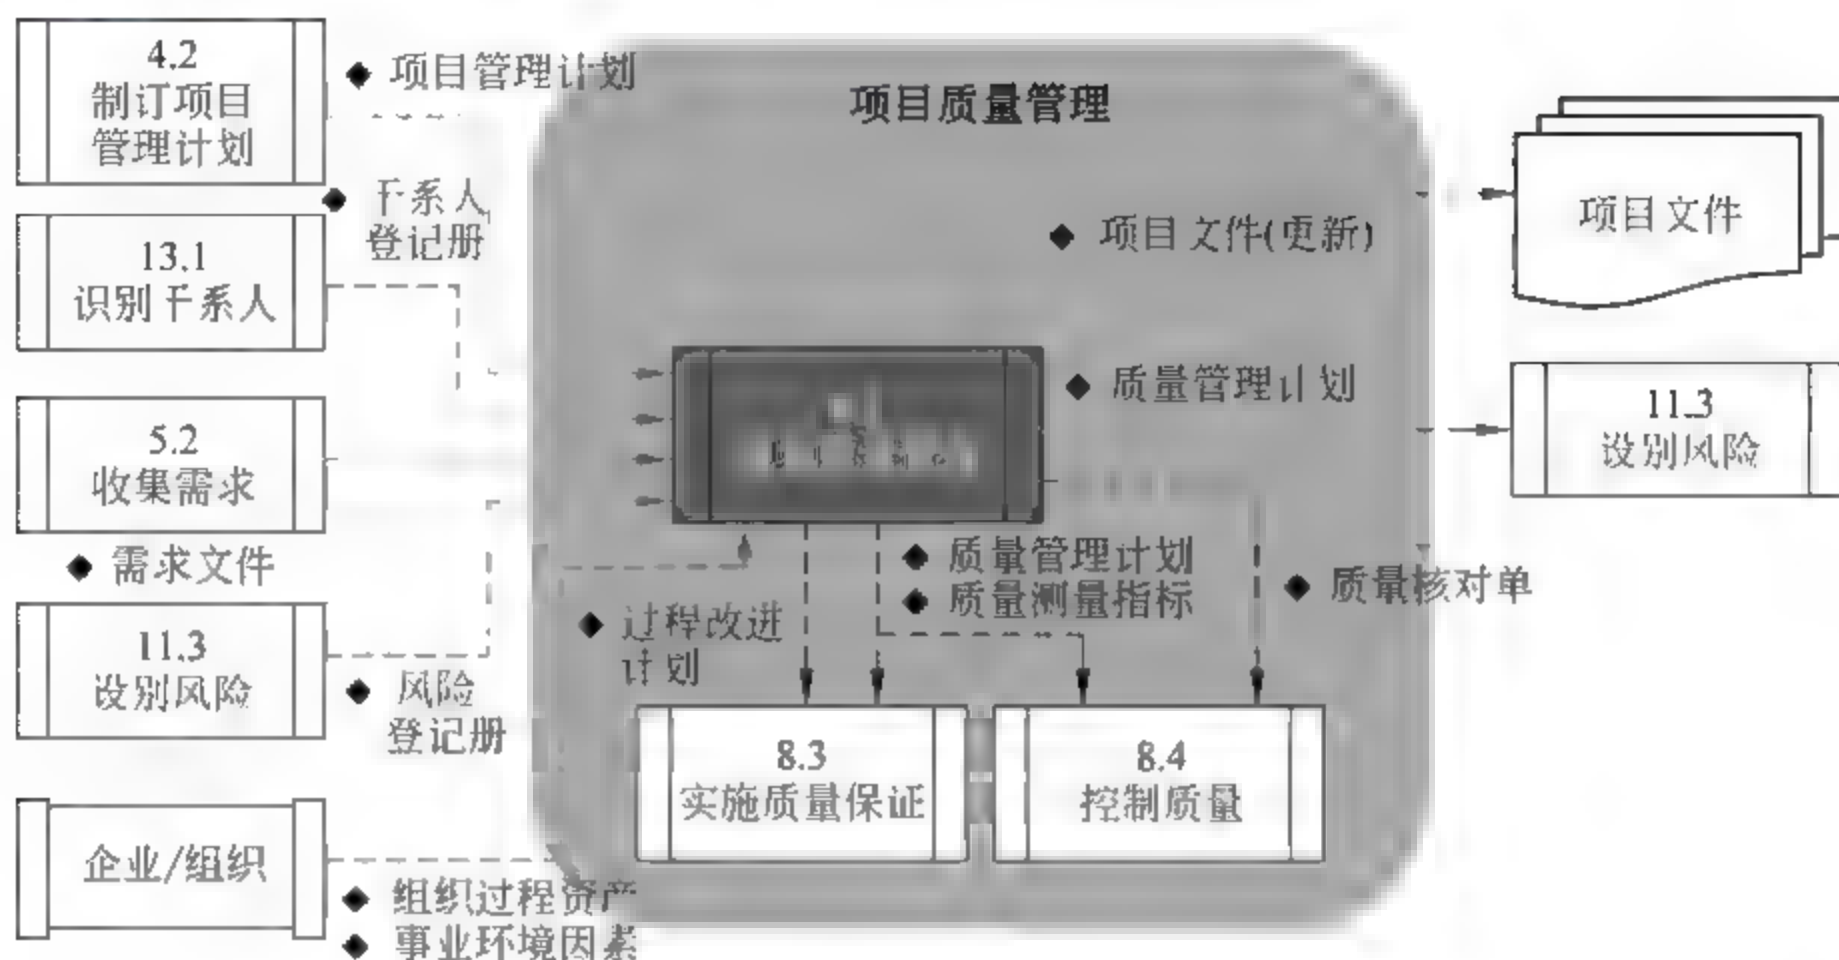 4.2
制订项目
管理计划
◆ 项目管理计划
项目质量管理
◆ 干系人
登记册
13.1
识别干系人
◆ 项目文件(更新)
项目文件
5.2
收集需求
◆ 质量管理计划
11.3
设别风险
◆ 需求文件
◆ 质量管理计划
◆ 质量测量指标
◆ 质量核对单
◆ 过程改进
计划
11.3
设别风险
◆ 风险
登记册
8.3
实施质量保证
8.4
控制质量
企业/组织
◆ 组织过程资产
◆ 事业环境因素